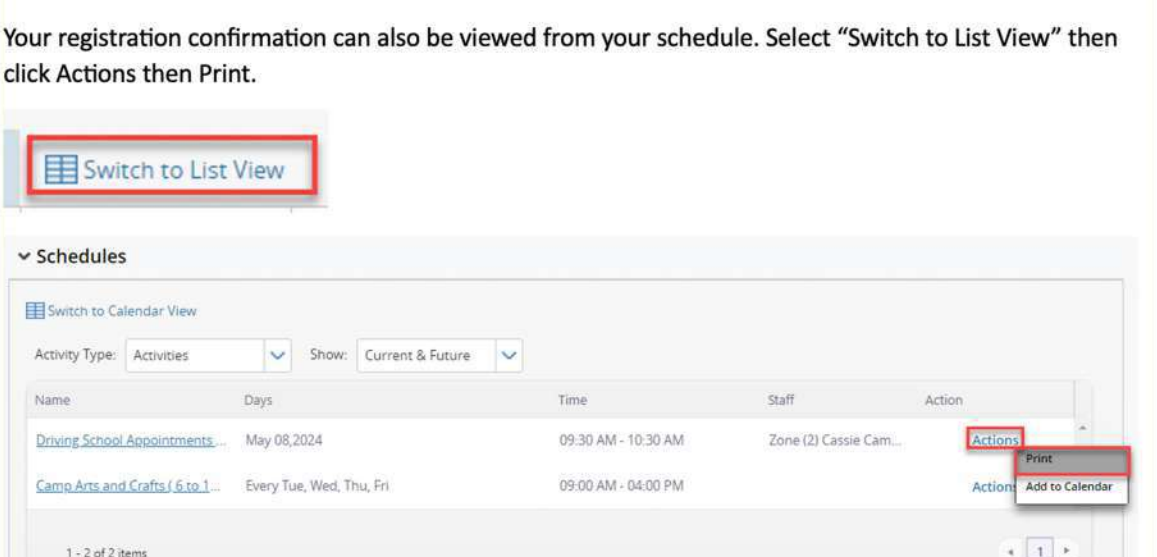 Your registration confirmation can also be viewed from your schedule. Select “Switch to List View” then
click Actions then Print.
Switch to List View
Schedules
Switch to Calendar View
Activity Type: Activities Show: Current & Future
Name Days Time Staff Action
Driving School Appointments ... May 08,2024 09:30 AM - 10:30 AM Zone (2) Cassie Cam... Actions
Print
Camp Arts and Crafts ( 6 to 1... Every Tue, Wed, Thu, Fri 09:00 AM - 04:00 PM Actions Add to Calendar
1 - 2 of 2 items 1